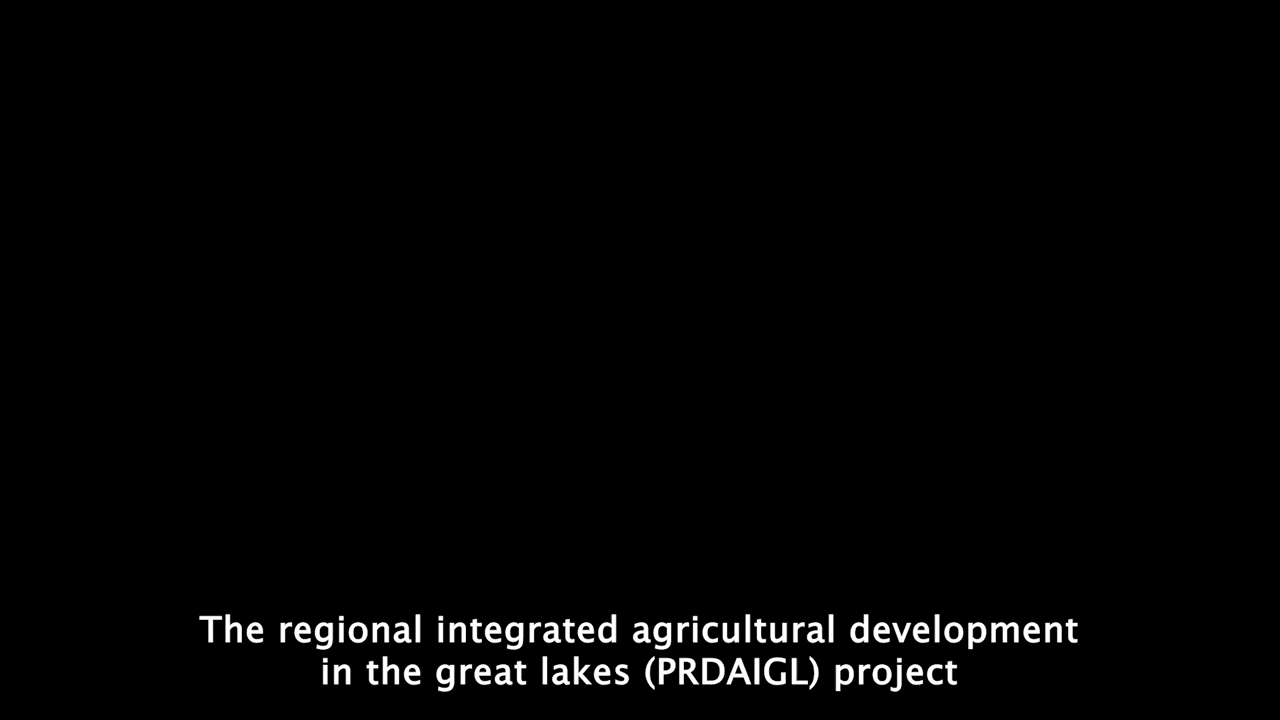 The regional integrated agricultural development
in the great lakes (PRDAIGL) project